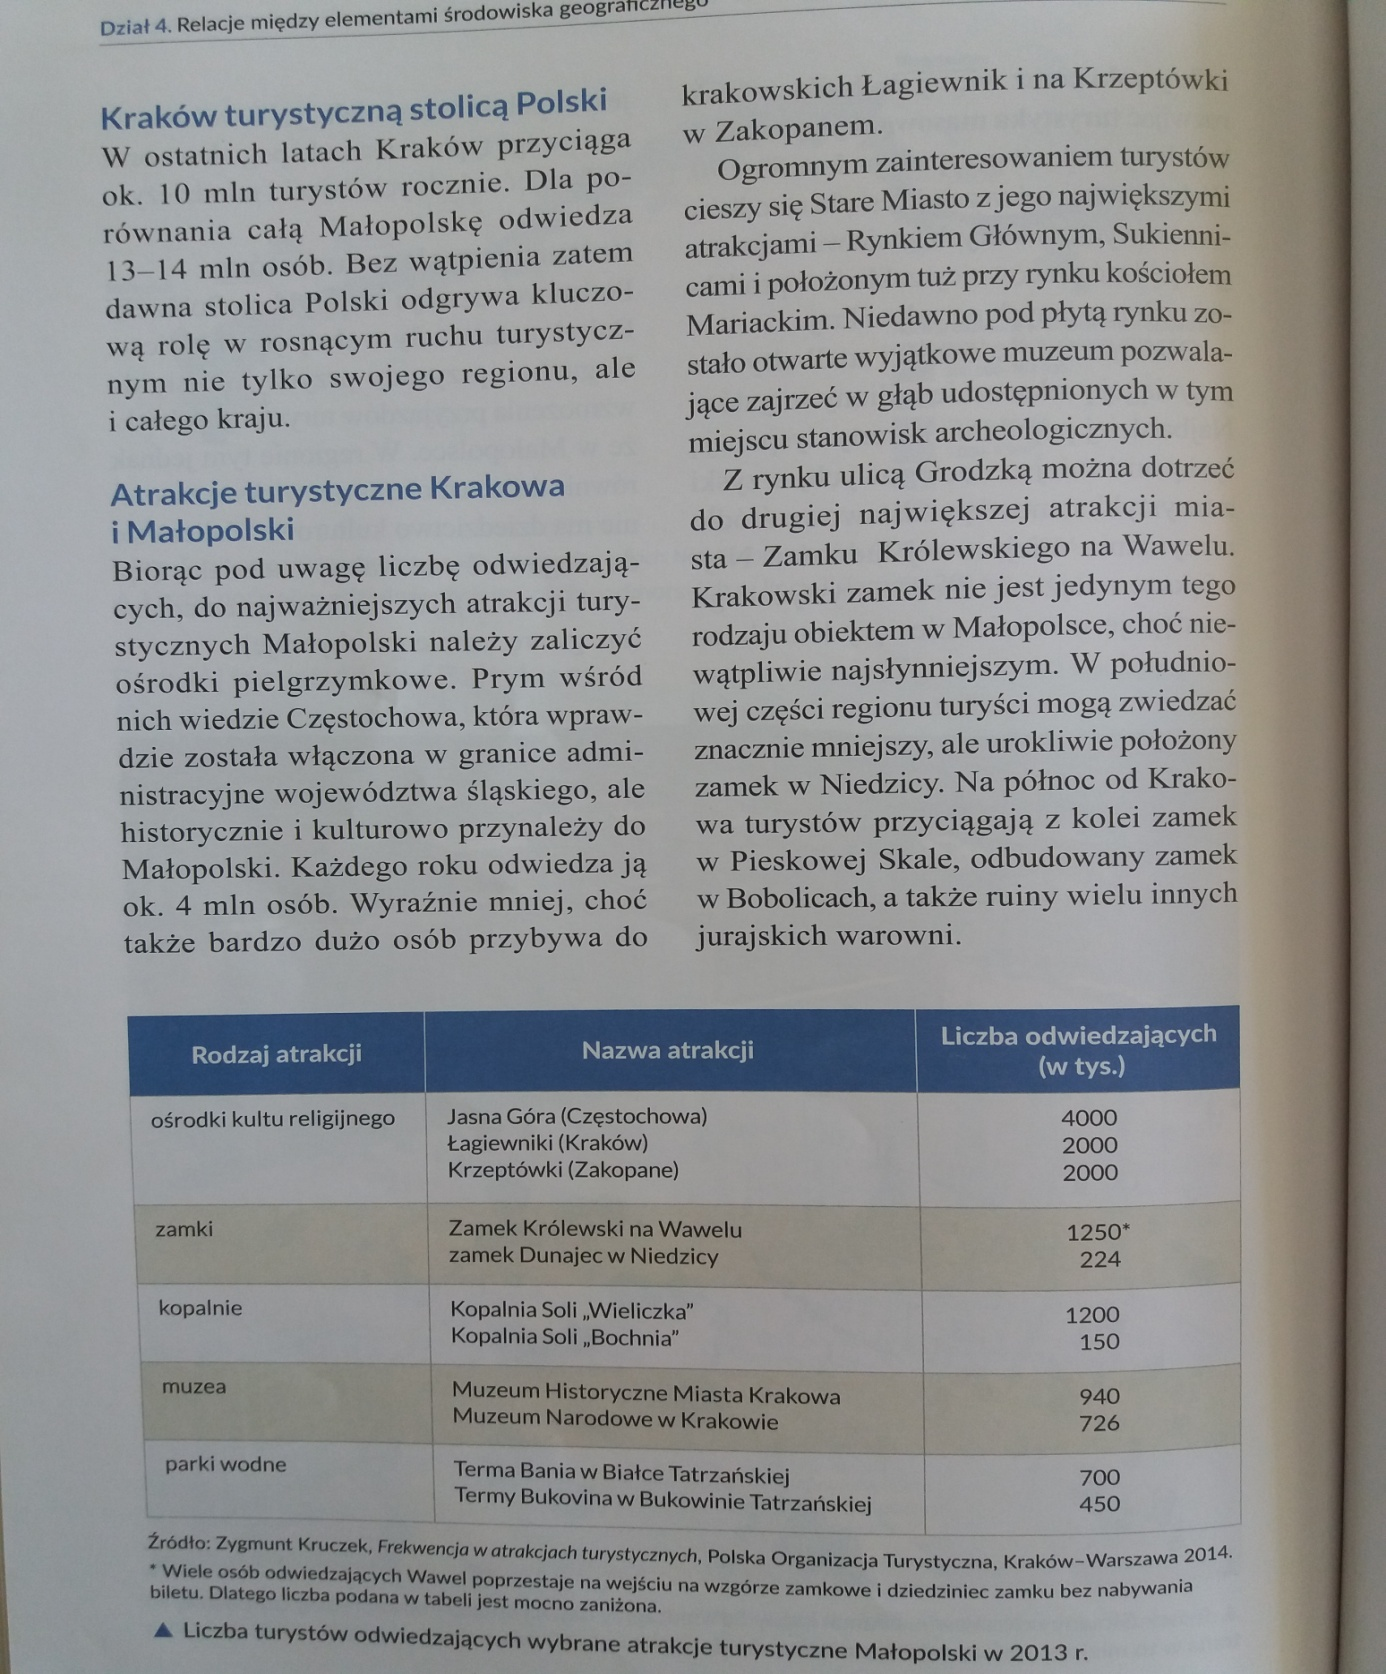 Dział 4. Relacje między elementami środowiska geograficznego
Kraków turystyczną stolicą Polski
W ostatnich latach Kraków przyciąga
ok. 10 mln turystów rocznie. Dla po-
równania całą Małopolskę odwiedza
13–14 mln osób. Bez wątpienia zatem
dawna stolica Polski odgrywa kluczo-
wą rolę w rosnącym ruchu turystycz-
nym nie tylko swojego regionu, ale
i całego kraju.
Atrakcje turystyczne Krakowa
i Małopolski
Biorąc pod uwagę liczbę odwiedzają-
cych, do najważniejszych atrakcji tury-
stycznych Małopolski należy zaliczyć
ośrodki pielgrzymkowe. Prym wśród
nich wiedzie Częstochowa, która wpraw-
dzie została włączona w granice admi-
nistracyjne województwa śląskiego, ale
historycznie i kulturowo przynależy do
Małopolski. Każdego roku odwiedza ją
ok. 4 mln osób. Wyraźnie mniej, choć
także bardzo dużo osób przybywa do
krakowskich Łagiewnik i na Krzeptówki
w Zakopanem.
Ogromnym zainteresowaniem turystów
cieszy się Stare Miasto z jego największymi
atrakcjami – Rynkiem Głównym, Sukienni-
cami i położonym tuż przy rynku kościołem
Mariackim. Niedawno pod płytą rynku zo-
stało otwarte wyjątkowe muzeum pozwala-
jące zajrzeć w głąb udostępnionych w tym
miejscu stanowisk archeologicznych.
Z rynku ulicą Grodzką można dotrzeć
do drugiej największej atrakcji mia-
sta – Zamku Królewskiego na Wawelu.
Krakowski zamek nie jest jedynym tego
rodzaju obiektem w Małopolsce, choć nie-
wątpliwie najsłynniejszym. W południo-
wej części regionu turyści mogą zwiedzać
znacznie mniejszy, ale urokliwie położony
zamek w Niedzicy. Na północ od Krako-
wa turystów przyciągają z kolei zamek
w Pieskowej Skale, odbudowany zamek
w Bobolicach, a także ruiny wielu innych
jurajskich warowni.
Rodzaj atrakcji Nazwa atrakcji Liczba odwiedzających
(w tys.)
ośrodki kultu religijnego Jasna Góra (Częstochowa) 4000
Łagiewniki (Kraków) 2000
Krzeptówki (Zakopane) 2000
zamki Zamek Królewski na Wawelu 1250*
zamek Dunajec w Niedzicy 224
kopalnie Kopalnia Soli „Wieliczka” 1200
Kopalnia Soli „Bochnia” 150
muzea Muzeum Historyczne Miasta Krakowa 940
Muzeum Narodowe w Krakowie 726
parki wodne Terma Bania w Białce Tatrzańskiej 700
Termy Bukovina w Bukowinie Tatrzańskiej 450
Źródło: Zygmunt Kruczek, Frekwencja w atrakcjach turystycznych, Polska Organizacja Turystyczna, Kraków–Warszawa 2014.
* Wiele osób odwiedzających Wawel poprzestaje na wejściu na wzgórze zamkowe i dziedziniec zamku bez nabywania
biletu. Dlatego liczba podana w tabeli jest mocno zaniżona.
▲ Liczba turystów odwiedzających wybrane atrakcje turystyczne Małopolski w 2013 r.